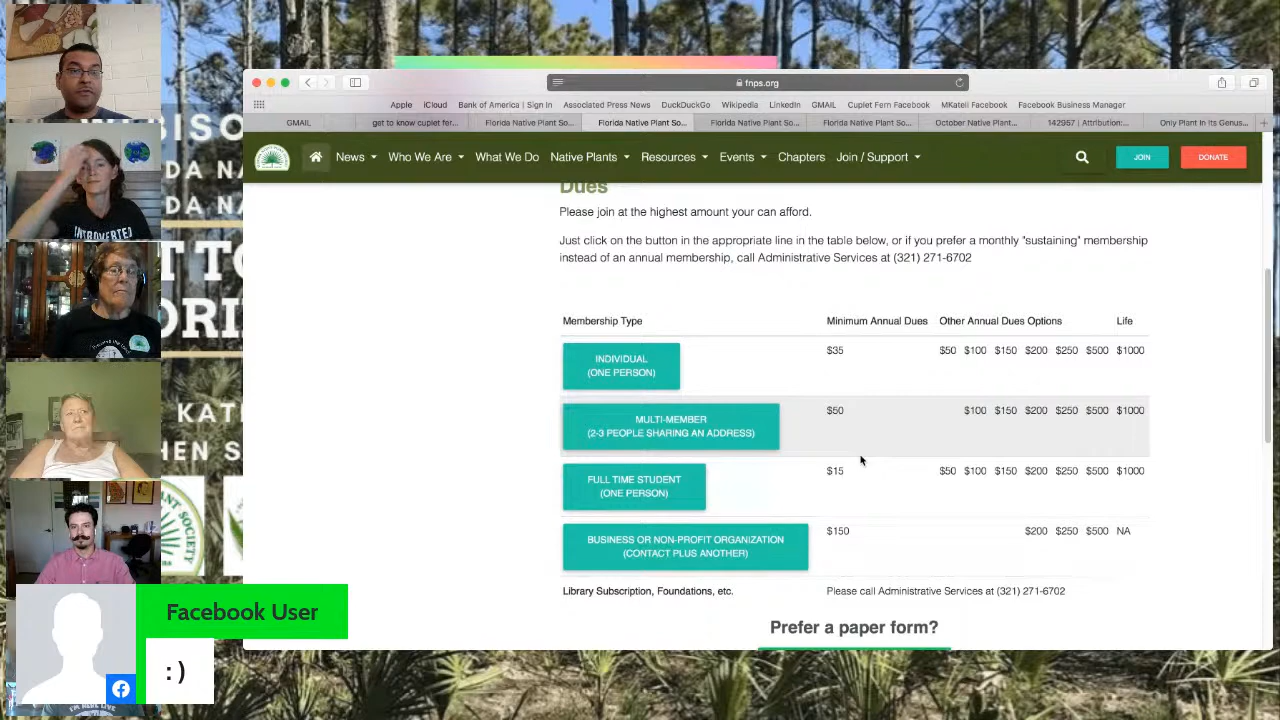 fnps.org
Apple iCloud Bank of America | Sign In Associated Press News DuckDuckGo Wikipedia LinkedIn GMAIL Cuplet Fern Facebook MKateil Facebook Facebook Business Manager
GMAIL get to know cuplet fer... Florida Native Plant So... Florida Native Plant So... Florida Native Plant So... Florida Native Plant So... October Native Plant... 142957 | Attribution:... Only Plant In Its Genus...
News Who We Are What We Do Native Plants Resources Events Chapters Join / Support JOIN DONATE
Dues
Please join at the highest amount your can afford.
Just click on the button in the appropriate line in the table below, or if you prefer a monthly "sustaining" membership
instead of an annual membership, call Administrative Services at (321) 271-6702
Membership Type Minimum Annual Dues Other Annual Dues Options Life
INDIVIDUAL
(ONE PERSON)
$35 $50 $100 $150 $200 $250 $500 $1000
MULTI-MEMBER
(2-3 PEOPLE SHARING AN ADDRESS)
$50 $100 $150 $200 $250 $500 $1000
FULL TIME STUDENT
(ONE PERSON)
$15 $50 $100 $150 $200 $250 $500 $1000
BUSINESS OR NON-PROFIT ORGANIZATION
(CONTACT PLUS ANOTHER)
$150 $200 $250 $500 NA
Library Subscription, Foundations, etc. Please call Administrative Services at (321) 271-6702
Prefer a paper form?
Facebook User
: )
INTROVERTED